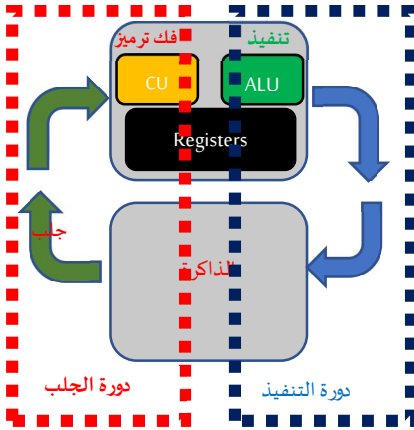 فك ترميز
تنفيذ
CU
ALU
Registers
جلب
الذاكرة
دورة الجلب
دورة التنفيذ